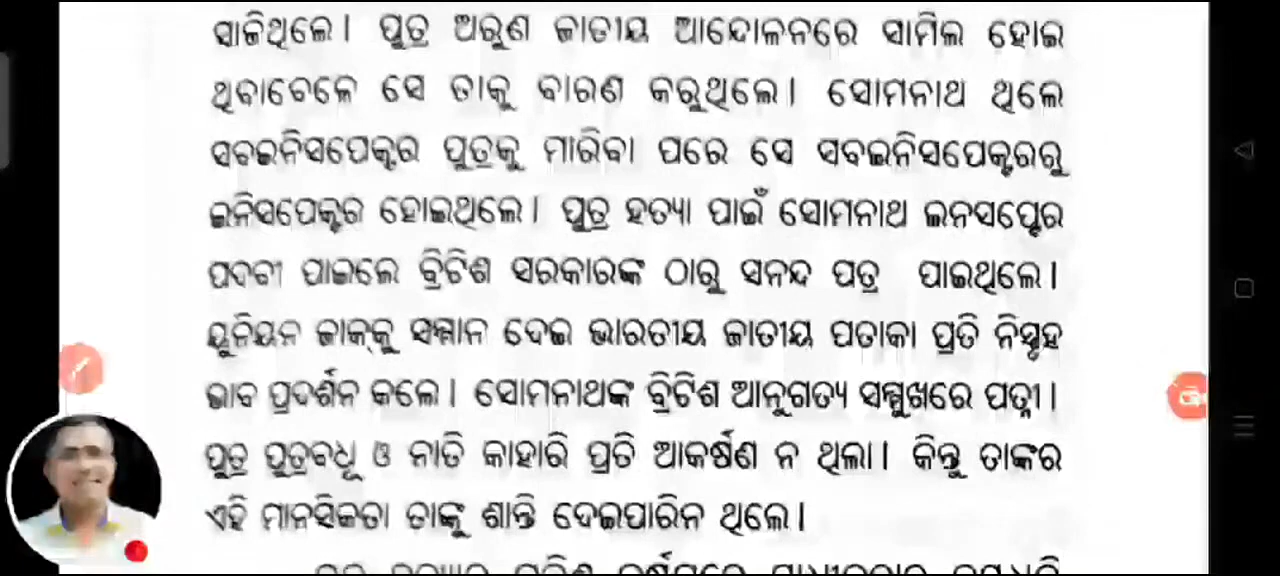 ସାଜିଥିଲେ। ପୁତ୍ର ଅରୁଣ ଜାତୀୟ ଆନ୍ଦୋଳନରେ ସାମିଲ ହୋଇ
ଥିବାବେଳେ ସେ ତାକୁ ବାରଣ କରୁଥିଲେ। ସୋମନାଥ ଥିଲେ
ସବଇନିସପେକ୍ଟର ପୁତ୍ରକୁ ମାରିବା ପରେ ସେ ସବଇନିସପେକ୍ଟରରୁ
ଇନିସପେକ୍ଟର ହୋଇଥିଲେ। ପୁତ୍ର ହତ୍ୟା ପାଇଁ ସୋମନାଥ ଇନସପ୍ଟେର
ପଦବୀ ପାଇଲେ ବ୍ରିଟିଶ ସରକାରଙ୍କ ଠାରୁ ସନନ୍ଦ ପତ୍ର ପାଇଥିଲେ।
ୟୁନିୟନ ଜାକ୍‌କୁ ସମ୍ମାନ ଦେଇ ଭାରତୀୟ ଜାତୀୟ ପତାକା ପ୍ରତି ନିସ୍ପୃହ
ଭାବ ପ୍ରଦର୍ଶନ କଲେ। ସୋମନାଥଙ୍କ ବ୍ରିଟିଶ ଆନୁଗତ୍ୟ ସମ୍ମୁଖରେ ପତ୍ନୀ।
ପୁତ୍ର ପୁତ୍ରବଧୂ ଓ ନାତି କାହାରି ପ୍ରତି ଆକର୍ଷଣ ନ ଥିଲା। କିନ୍ତୁ ତାଙ୍କର
ଏହି ମାନସିକତା ତାଙ୍କୁ ଶାନ୍ତି ଦେଇପାରିନ ଥିଲେ।